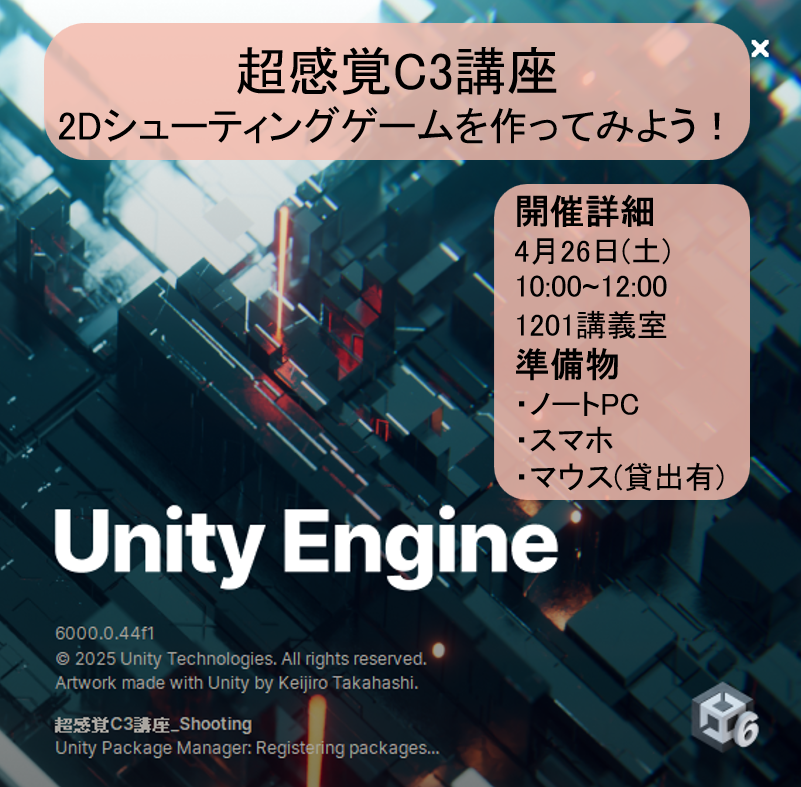 超感覚C3講座
2Dシューティングゲームを作ってみよう！
開催詳細
4月26日(土)
10:00~12:00
1201講義室
準備物
・ノートPC
・スマホ
・マウス(貸出有)
Unity Engine
6000.0.44f1
© 2025 Unity Technologies. All rights reserved.
Artwork made with Unity by Keijiro Takahashi.
超感覚C3講座_Shooting
Unity Package Manager: Registering packages...
6